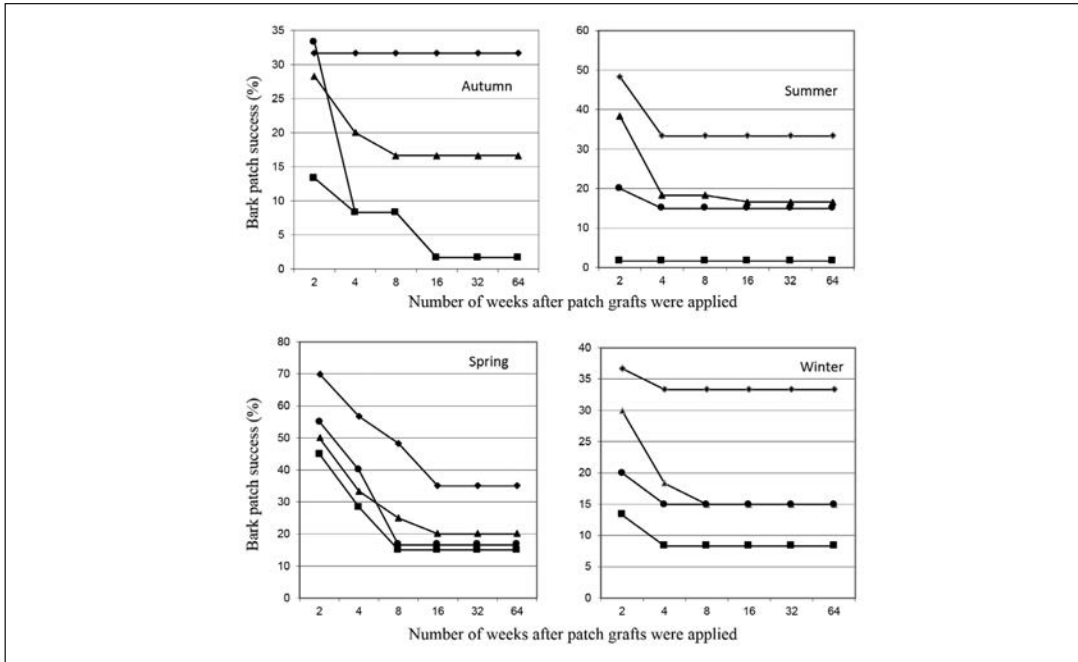 Bark patch success (%)
35
30
25
20
15
10
5
0
Autumn
2 4 8 16 32 64
60
50
40
30
20
10
0
Summer
2 4 8 16 32 64
Number of weeks after patch grafts were applied
Bark patch success (%)
80
70
60
50
40
30
20
10
0
Spring
2 4 8 16 32 64
40
35
30
25
20
15
10
5
0
Winter
2 4 8 16 32 64
Number of weeks after patch grafts were applied